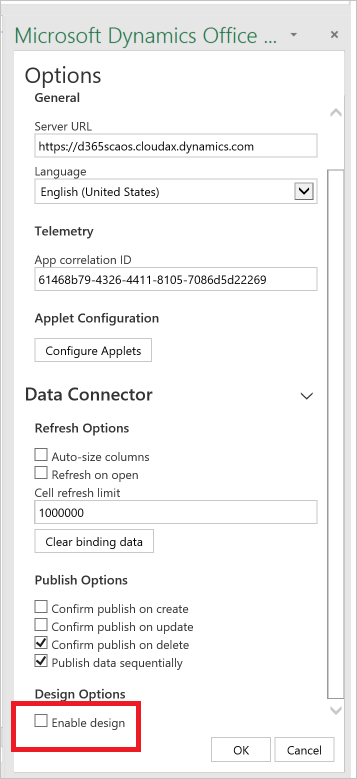 Microsoft Dynamics Office ...
Options
General
Server URL
https://d365scaos.cloudax.dynamics.com
Language
English (United States)
Telemetry
App correlation ID
61468b79-4326-4411-8105-7086d5d22269
Applet Configuration
Configure Applets
Data Connector
Refresh Options
Auto-size columns
Refresh on open
Cell refresh limit
1000000
Clear binding data
Publish Options
Confirm publish on create
Confirm publish on update
Confirm publish on delete
Publish data sequentially
Design Options
Enable design
OK Cancel